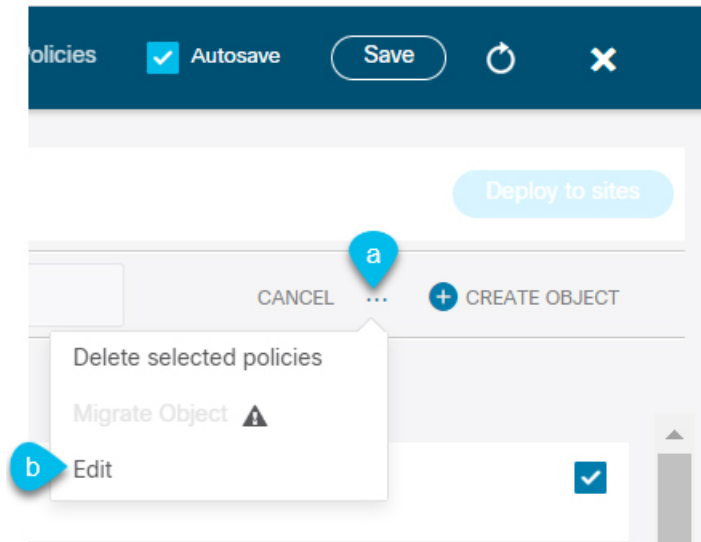 olicies Autosave Save
Deploy to sites
a
CANCEL ... CREATE OBJECT
Delete selected policies
Migrate Object
b Edit